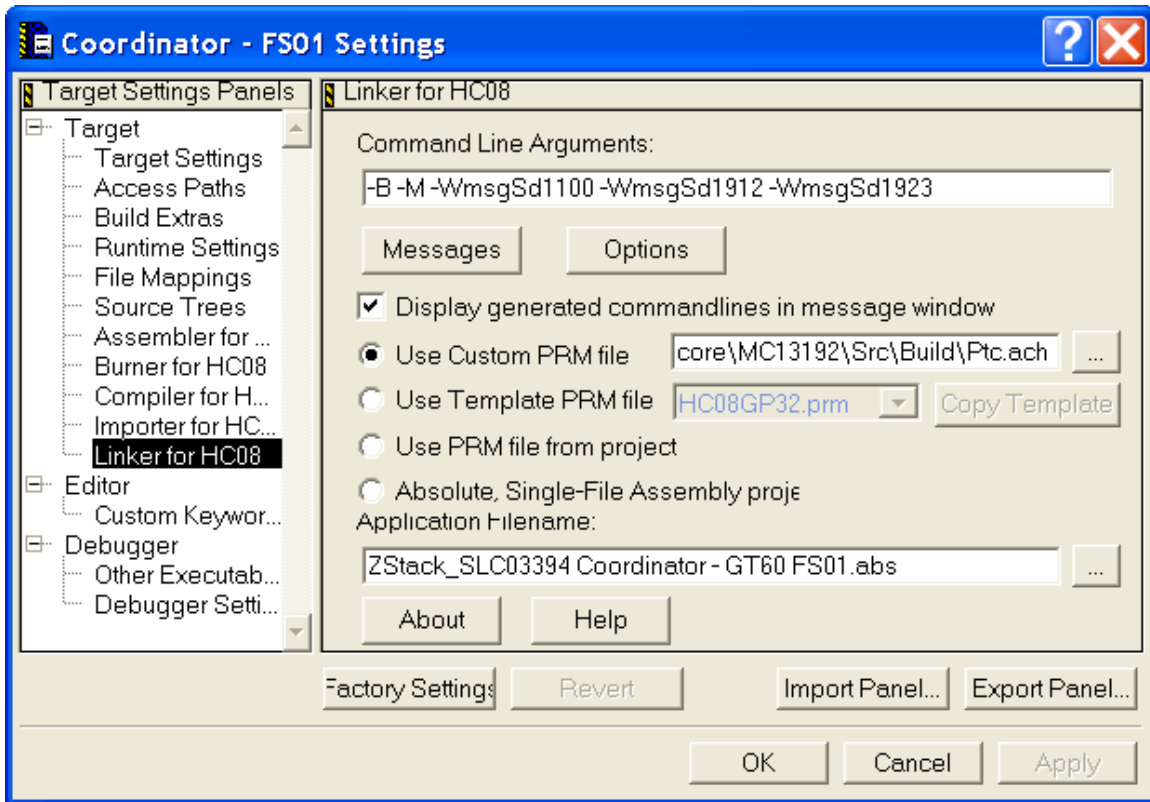 Coordinator - FS01 Settings
Target Settings Panels
Target
Target Settings
Access Paths
Build Extras
Runtime Settings
File Mappings
Source Trees
Assembler for ...
Burner for HC08
Compiler for H...
Importer for HC...
Linker for HC08
Editor
Custom Keywor...
Debugger
Other Executab...
Debugger Setti...
Linker for HC08
Command Line Arguments:
-B -M -WmsgSd1100 -WmsgSd1912 -WmsgSd1923
Messages Options
Display generated commandlines in message window
Use Custom PRM file core\MC13192\Src\Build\Ptc.ach ...
Use Template PRM file HC08GP32.prm Copy Template
Use PRM file from project
Absolute, Single-File Assembly proje
Application Filename:
ZStack_SLC03394 Coordinator - GT60 FS01.abs ...
About Help
Factory Settings Revert Import Panel... Export Panel...
OK Cancel Apply